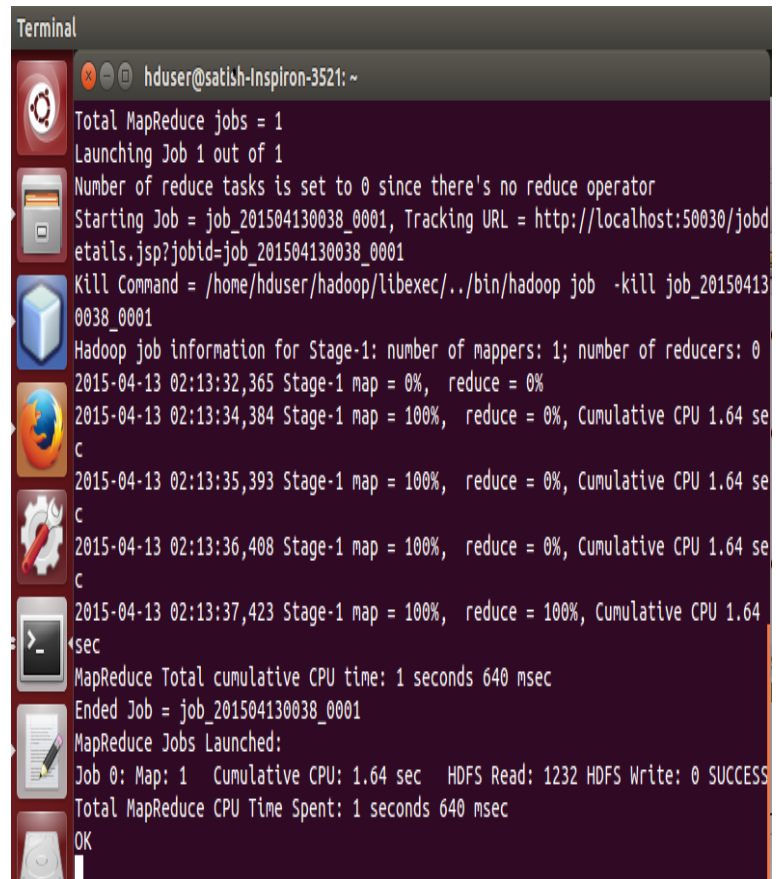 Terminal
hduser@satish-Inspiron-3521: ~
Total MapReduce jobs = 1
Launching Job 1 out of 1
Number of reduce tasks is set to 0 since there's no reduce operator
Starting Job = job_201504130038_0001, Tracking URL = http://localhost:50030/jobd
etails.jsp?jobid=job_201504130038_0001
Kill Command = /home/hduser/hadoop/libexec/../bin/hadoop job  -kill job_20150413
0038_0001
Hadoop job information for Stage-1: number of mappers: 1; number of reducers: 0
2015-04-13 02:13:32,365 Stage-1 map = 0%,  reduce = 0%
2015-04-13 02:13:34,384 Stage-1 map = 100%,  reduce = 0%, Cumulative CPU 1.64 se
c
2015-04-13 02:13:35,393 Stage-1 map = 100%,  reduce = 0%, Cumulative CPU 1.64 se
c
2015-04-13 02:13:36,408 Stage-1 map = 100%,  reduce = 0%, Cumulative CPU 1.64 se
c
2015-04-13 02:13:37,423 Stage-1 map = 100%,  reduce = 100%, Cumulative CPU 1.64
sec
MapReduce Total cumulative CPU time: 1 seconds 640 msec
Ended Job = job_201504130038_0001
MapReduce Jobs Launched:
Job 0: Map: 1   Cumulative CPU: 1.64 sec   HDFS Read: 1232 HDFS Write: 0 SUCCESS
Total MapReduce CPU Time Spent: 1 seconds 640 msec
OK